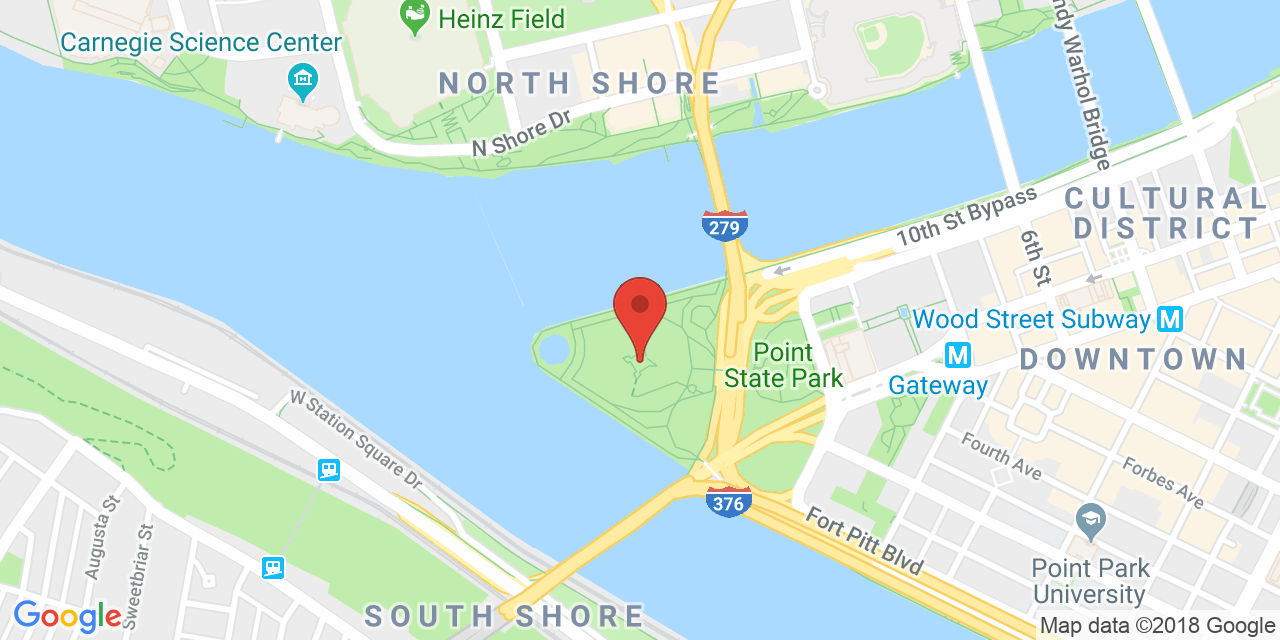 Heinz Field
Carnegie Science Center
NORTH SHORE
N Shore Dr
Warhol Bridge
279
10th St Bypass
CULTURAL
DISTRICT
6th St
Wood Street Subway M
M
Gateway
DOWNTOWN
Point
State Park
W Station Square Dr
Fourth Ave
Forbes Ave
376
Fort Pitt Blvd
Augusta St
Sweetbriar St
Point Park
University
SOUTH SHORE
Google
Map data ©2018 Google